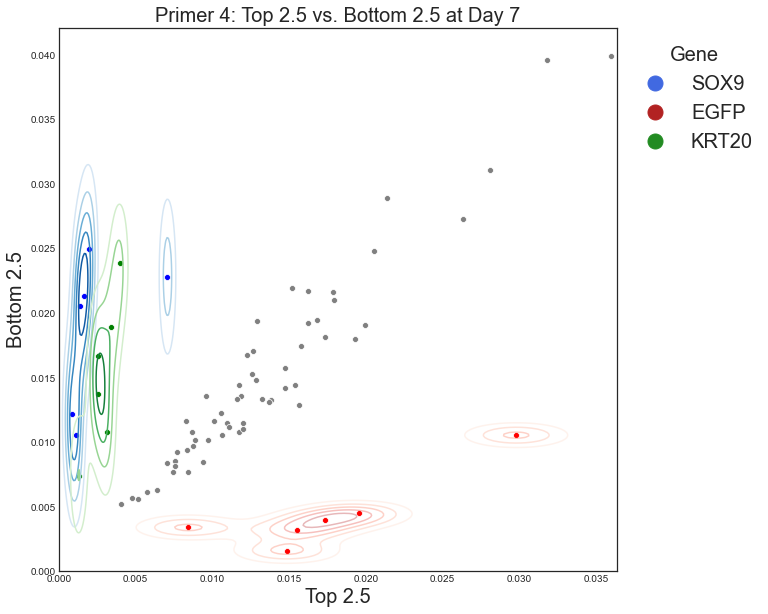 Primer 4: Top 2.5 vs. Bottom 2.5 at Day 7
Gene
SOX9
EGFP
KRT20
Bottom 2.5
0.040
0.035
0.030
0.025
0.020
0.015
0.010
0.005
0.000
0.000 0.005 0.010 0.015 0.020 0.025 0.030 0.035
Top 2.5